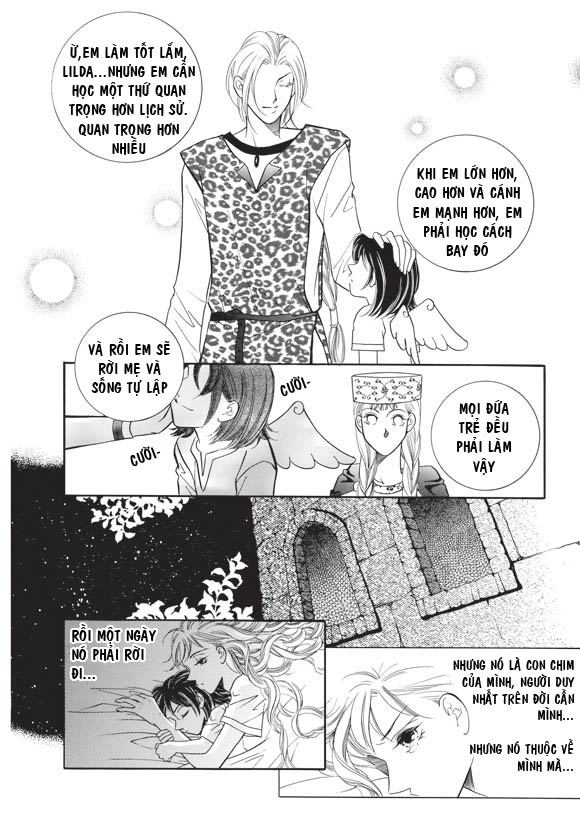 Ừ,EM LÀM TỐT LẮM,
LILDA...NHƯNG EM CẦN
HỌC MỘT THỨ QUAN
TRỌNG HƠN LỊCH SỬ.
QUAN TRỌNG HƠN
NHIỀU
KHI EM LỚN HƠN,
CAO HƠN VÀ CÁNH
EM MẠNH HƠN, EM
PHẢI HỌC CÁCH
BAY ĐÓ
VÀ RỒI EM SẼ
RỜI MẸ VÀ
SỐNG TỰ LẬP
CƯỜI-
CƯỜI-
MỌI ĐỨA
TRẺ ĐỀU
PHẢI LÀM
VẬY
RỒI MỘT NGÀY
NÓ PHẢI RỜI
ĐI...
NHƯNG NÓ LÀ CON CHIM
CỦA MÌNH, NGƯỜI DUY
NHẤT TRÊN ĐỜI CẦN
MÌNH...
NHƯNG NÓ THUỘC VỀ
MÌNH MÀ...